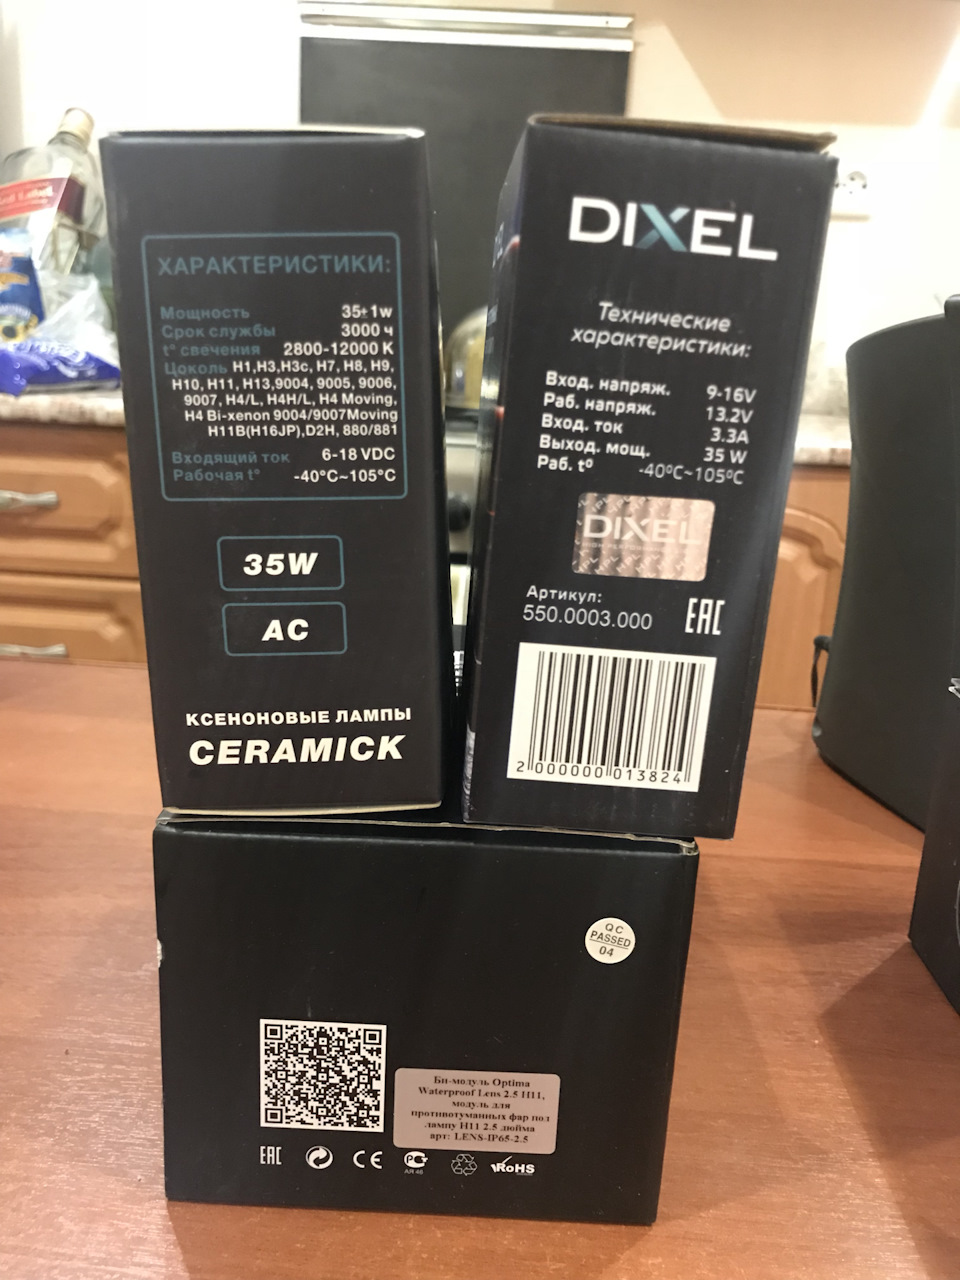 ХАРАКТЕРИСТИКИ:
Мощность 35±1w
Срок службы 3000 ч
t° свечения 2800-12000 K
Цоколь H1,H3,H3c, H7, H8, H9,
H10, H11, H13,9004, 9005, 9006,
9007, H4/L, H4H/L, H4 Moving,
H4 Bi-xenon 9004/9007Moving
H11B(H16JP),D2H, 880/881
Входящий ток 6-18 VDC
Рабочая t° -40°C~105°C
35W
AC
КСЕНОНОВЫЕ ЛАМПЫ
CERAMICK
DIXEL
Технические
характеристики:
Вход. напряж. 9-16V
Раб. напряж. 13.2V
Вход. ток 3.3A
Выход. мощ. 35 W
Раб. t° -40°C~105°C
DIXEL
Артикул:
550.0003.000
EAC
2 000000 013824
QC
PASSED
04
Би-модуль Optima
Waterproof Lens 2.5 H11,
модуль для
противотуманных фар под
лампу H11 2.5 дюйма
арт: LENS-IP65-2.5
EAC
CE
АЯ 46
RoHS